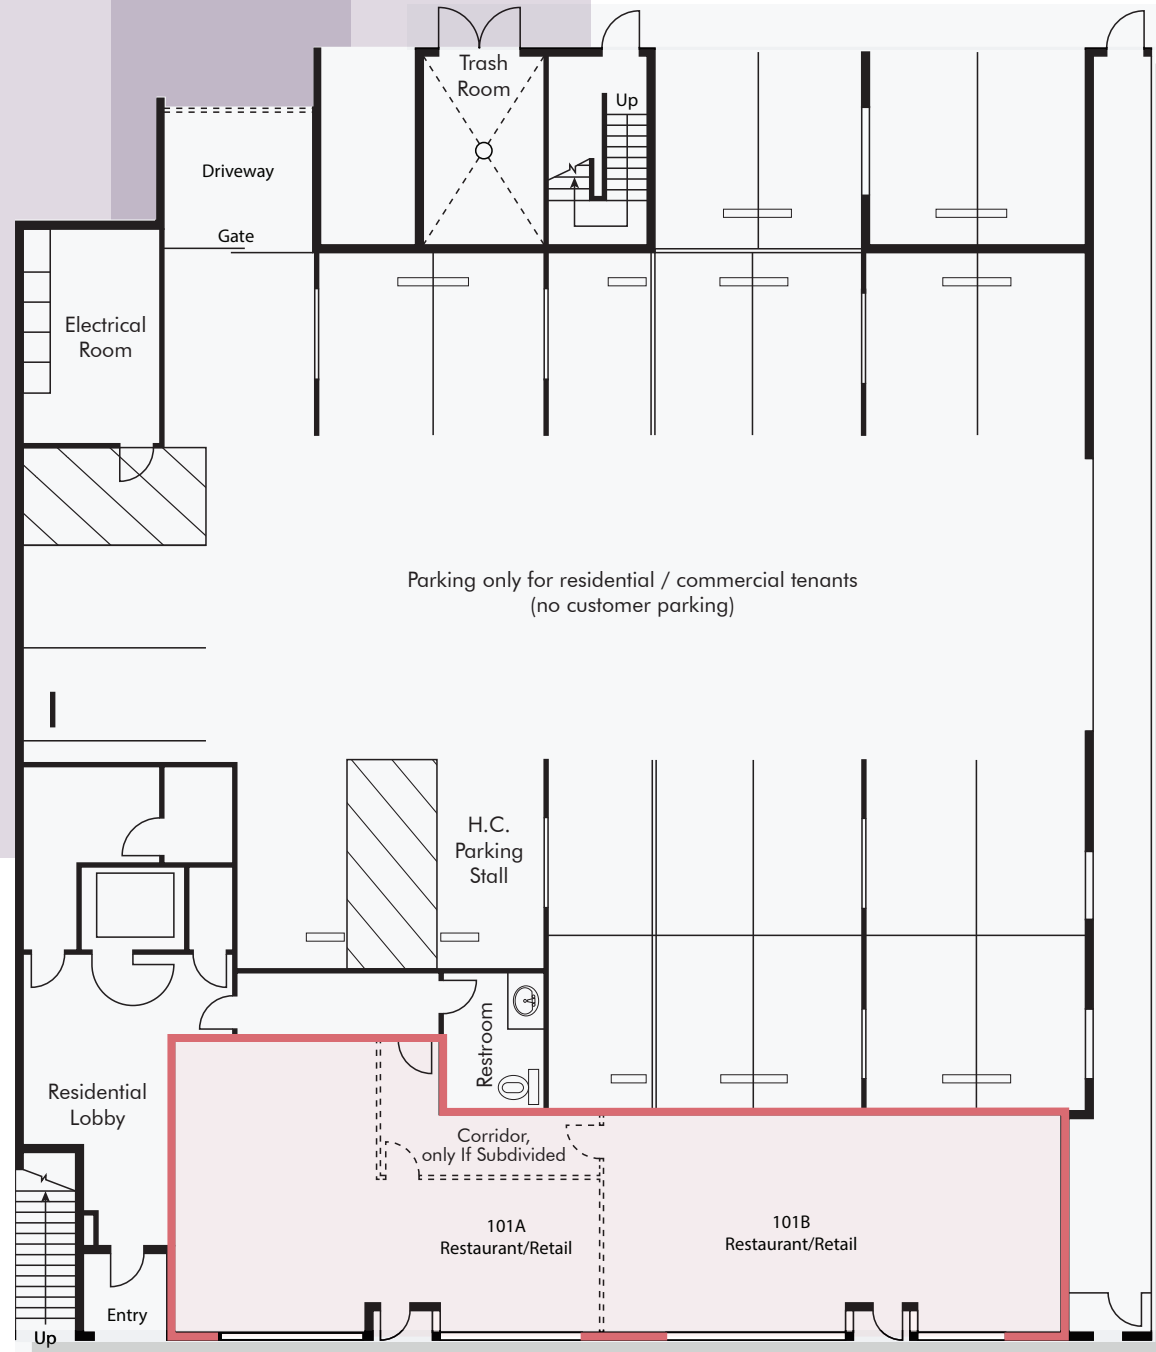 Trash
Room
Up
Driveway
Gate
Electrical
Room
Parking only for residential / commercial tenants
(no customer parking)
H.C.
Parking
Stall
Restroom
Residential
Lobby
Corridor,
only If Subdivided
101A
Restaurant/Retail
101B
Restaurant/Retail
Entry
Up